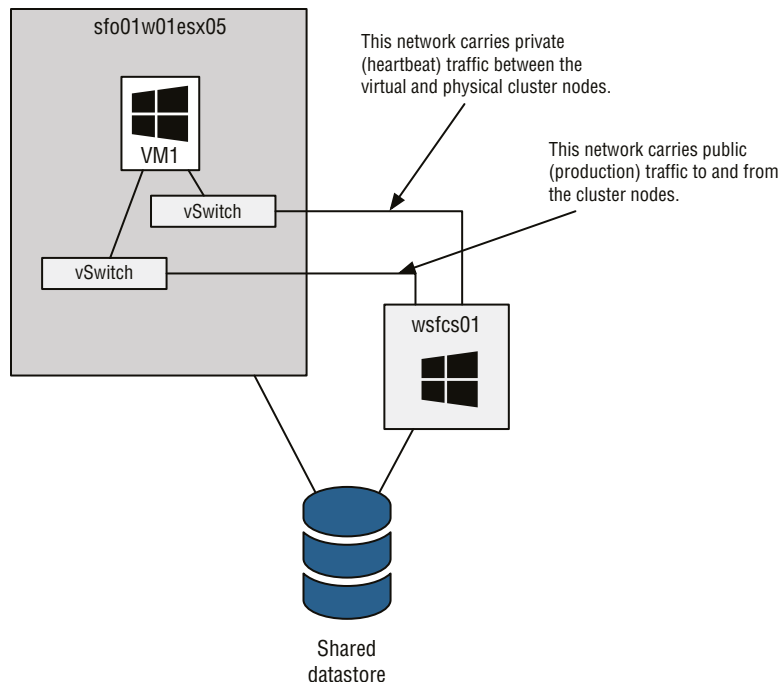 sfo01w01esx05
This network carries private
(heartbeat) traffic between the
virtual and physical cluster nodes.
VM1
This network carries public
(production) traffic to and from
the cluster nodes.
vSwitch
vSwitch
wsfcs01
Shared
datastore